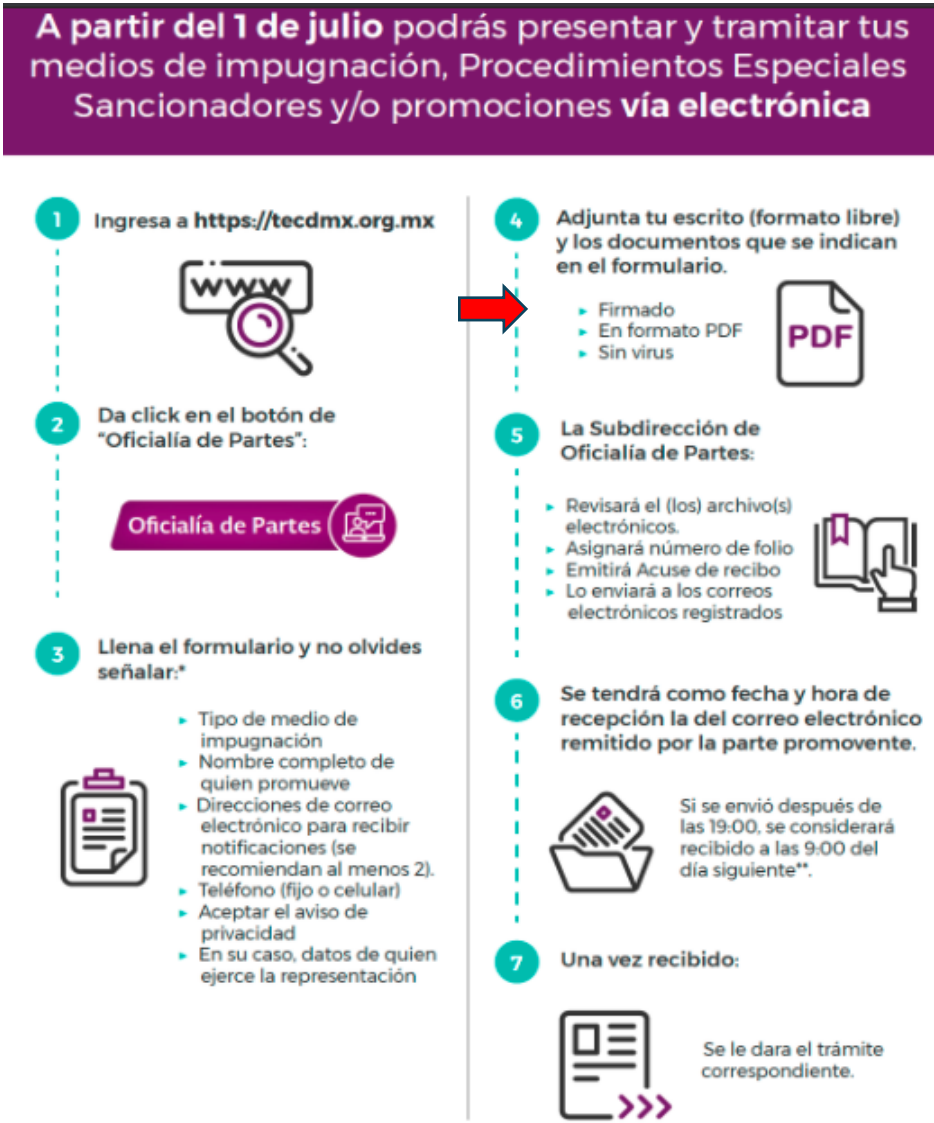 A partir del 1 de julio podrás presentar y tramitar tus
medios de impugnación, Procedimientos Especiales
Sancionadores y/o promociones vía electrónica
1
Ingresa a https://tecdmx.org.mx
www
2
Da click en el botón de
“Oficialía de Partes”:
Oficialía de Partes
3
Llena el formulario y no olvides
señalar:*
▸ Tipo de medio de
impugnación
▸ Nombre completo de
quien promueve
▸ Direcciones de correo
electrónico para recibir
notificaciones (se
recomiendan al menos 2).
▸ Teléfono (fijo o celular)
▸ Aceptar el aviso de
privacidad
▸ En su caso, datos de quien
ejerce la representación
4
Adjunta tu escrito (formato libre)
y los documentos que se indican
en el formulario.
▸ Firmado
▸ En formato PDF
▸ Sin virus
PDF
5
La Subdirección de
Oficialía de Partes:
▸ Revisará el (los) archivo(s)
electrónicos.
▸ Asignará número de folio
▸ Emitirá Acuse de recibo
▸ Lo enviará a los correos
electrónicos registrados
6
Se tendrá como fecha y hora de
recepción la del correo electrónico
remitido por la parte promovente.
Si se envió después de
las 19:00, se considerará
recibido a las 9:00 del
día siguiente**.
7
Una vez recibido:
Se le dara el trámite
correspondiente.